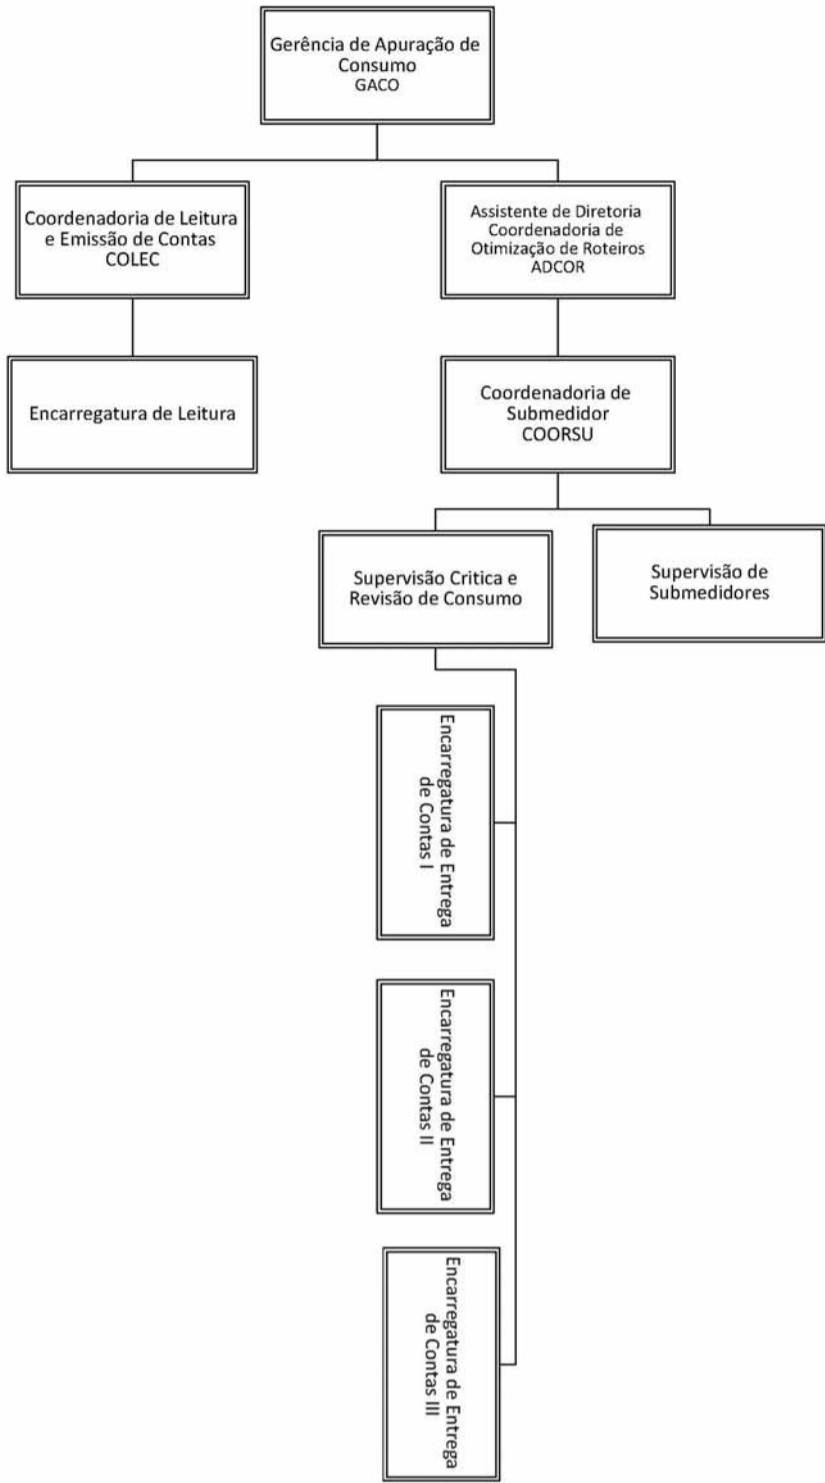 Gerência de Apuração de
Consumo
GACO
Coordenadoria de Leitura
e Emissão de Contas
COLEC
Assistente de Diretoria
Coordenadoria de
Otimização de Roteiros
ADCOR
Encarregatura de Leitura
Coordenadoria de
Submedidor
COORSU
Supervisão Critica e
Revisão de Consumo
Supervisão de
Submedidores
Encarregatura de Entrega
de Contas I
Encarregatura de Entrega
de Contas II
Encarregatura de Entrega
de Contas III